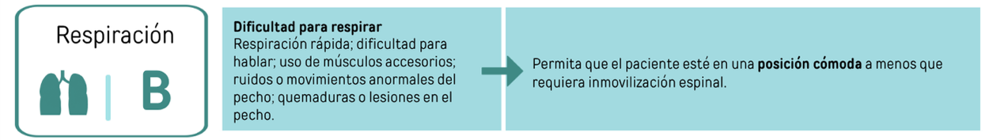 Respiración
B
Dificultad para respirar
Respiración rápida; dificultad para
hablar; uso de músculos accesorios;
ruidos o movimientos anormales del
pecho; quemaduras o lesiones en el
pecho.
Permita que el paciente esté en una posición cómoda a menos que
requiera inmovilización espinal.